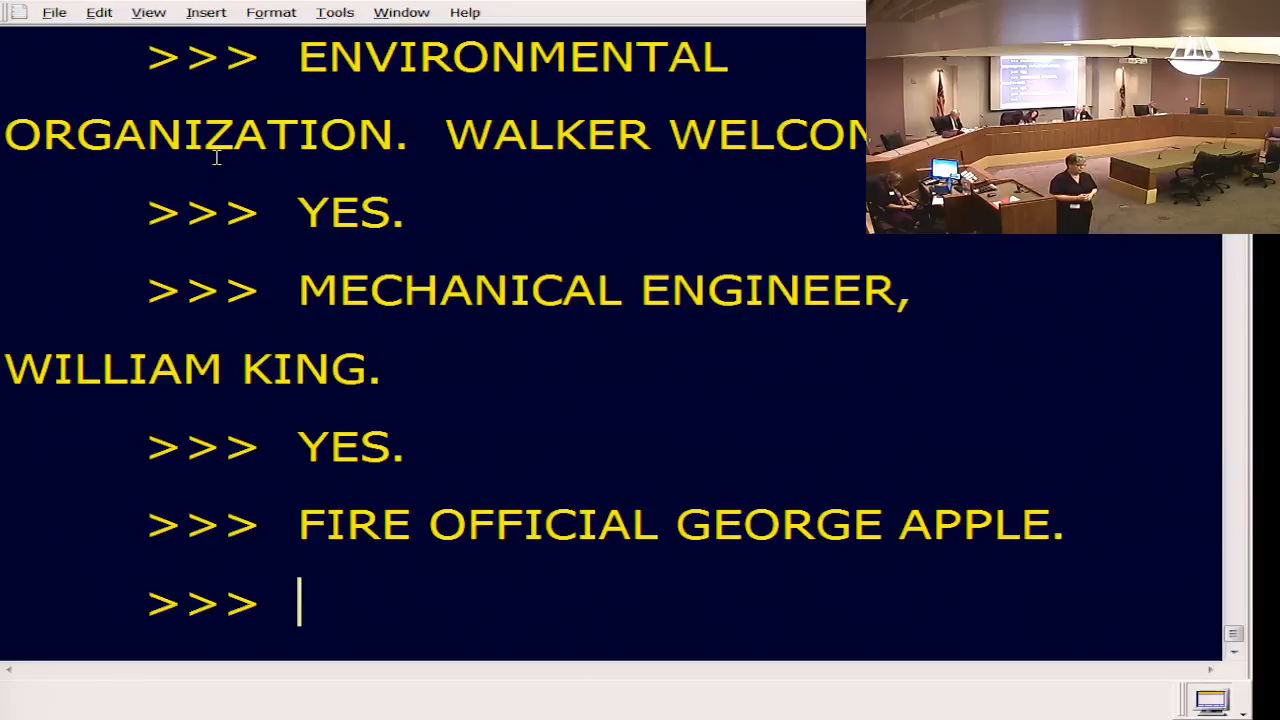 File Edit View Insert Format Tools Window Help
>>> ENVIRONMENTAL
ORGANIZATION. WALKER
>>> YES.
>>> MECHANICAL ENGINEER,
WILLIAM KING.
>>> YES.
>>> FIRE OFFICIAL GEORGE APPLE.
>>>